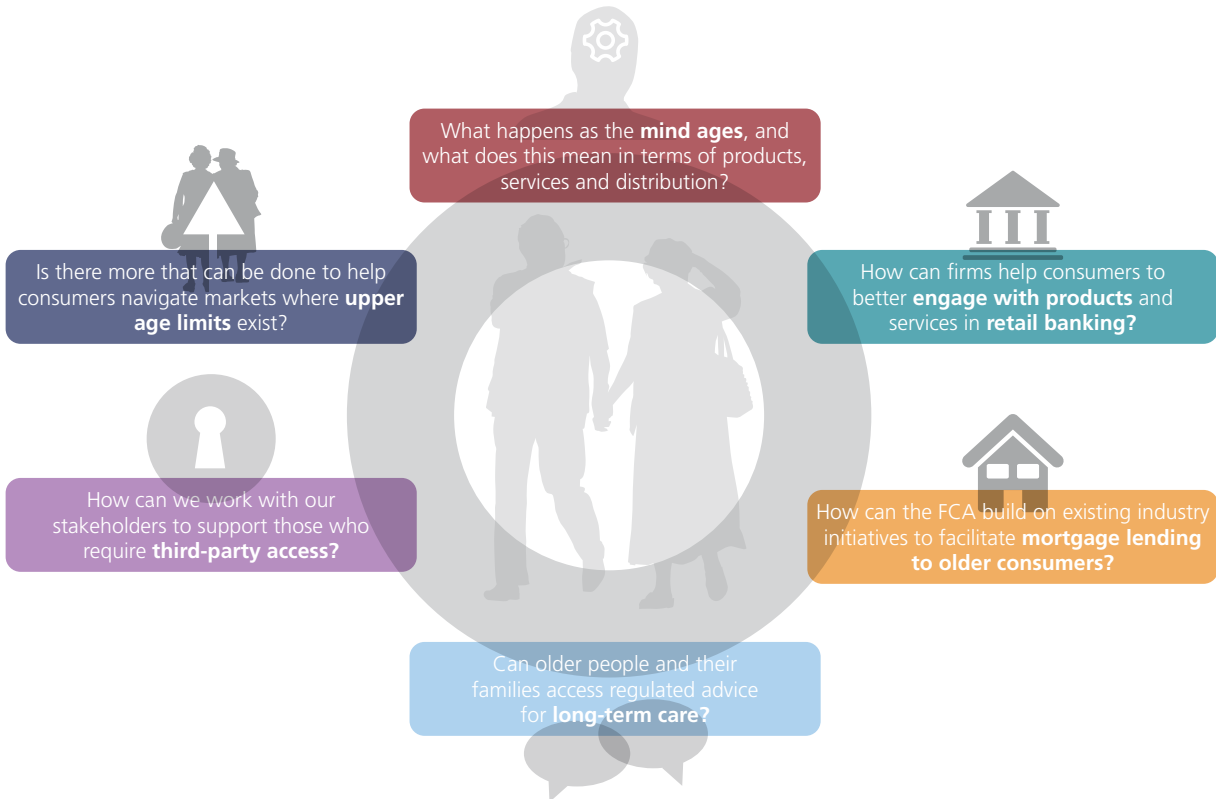 What happens as the mind ages, and
what does this mean in terms of products,
services and distribution?
Is there more that can be done to help
consumers navigate markets where upper
age limits exist?
How can firms help consumers to
better engage with products and
services in retail banking?
How can we work with our
stakeholders to support those who
require third-party access?
How can the FCA build on existing industry
initiatives to facilitate mortgage lending
to older consumers?
Can older people and their
families access regulated advice
for long-term care?